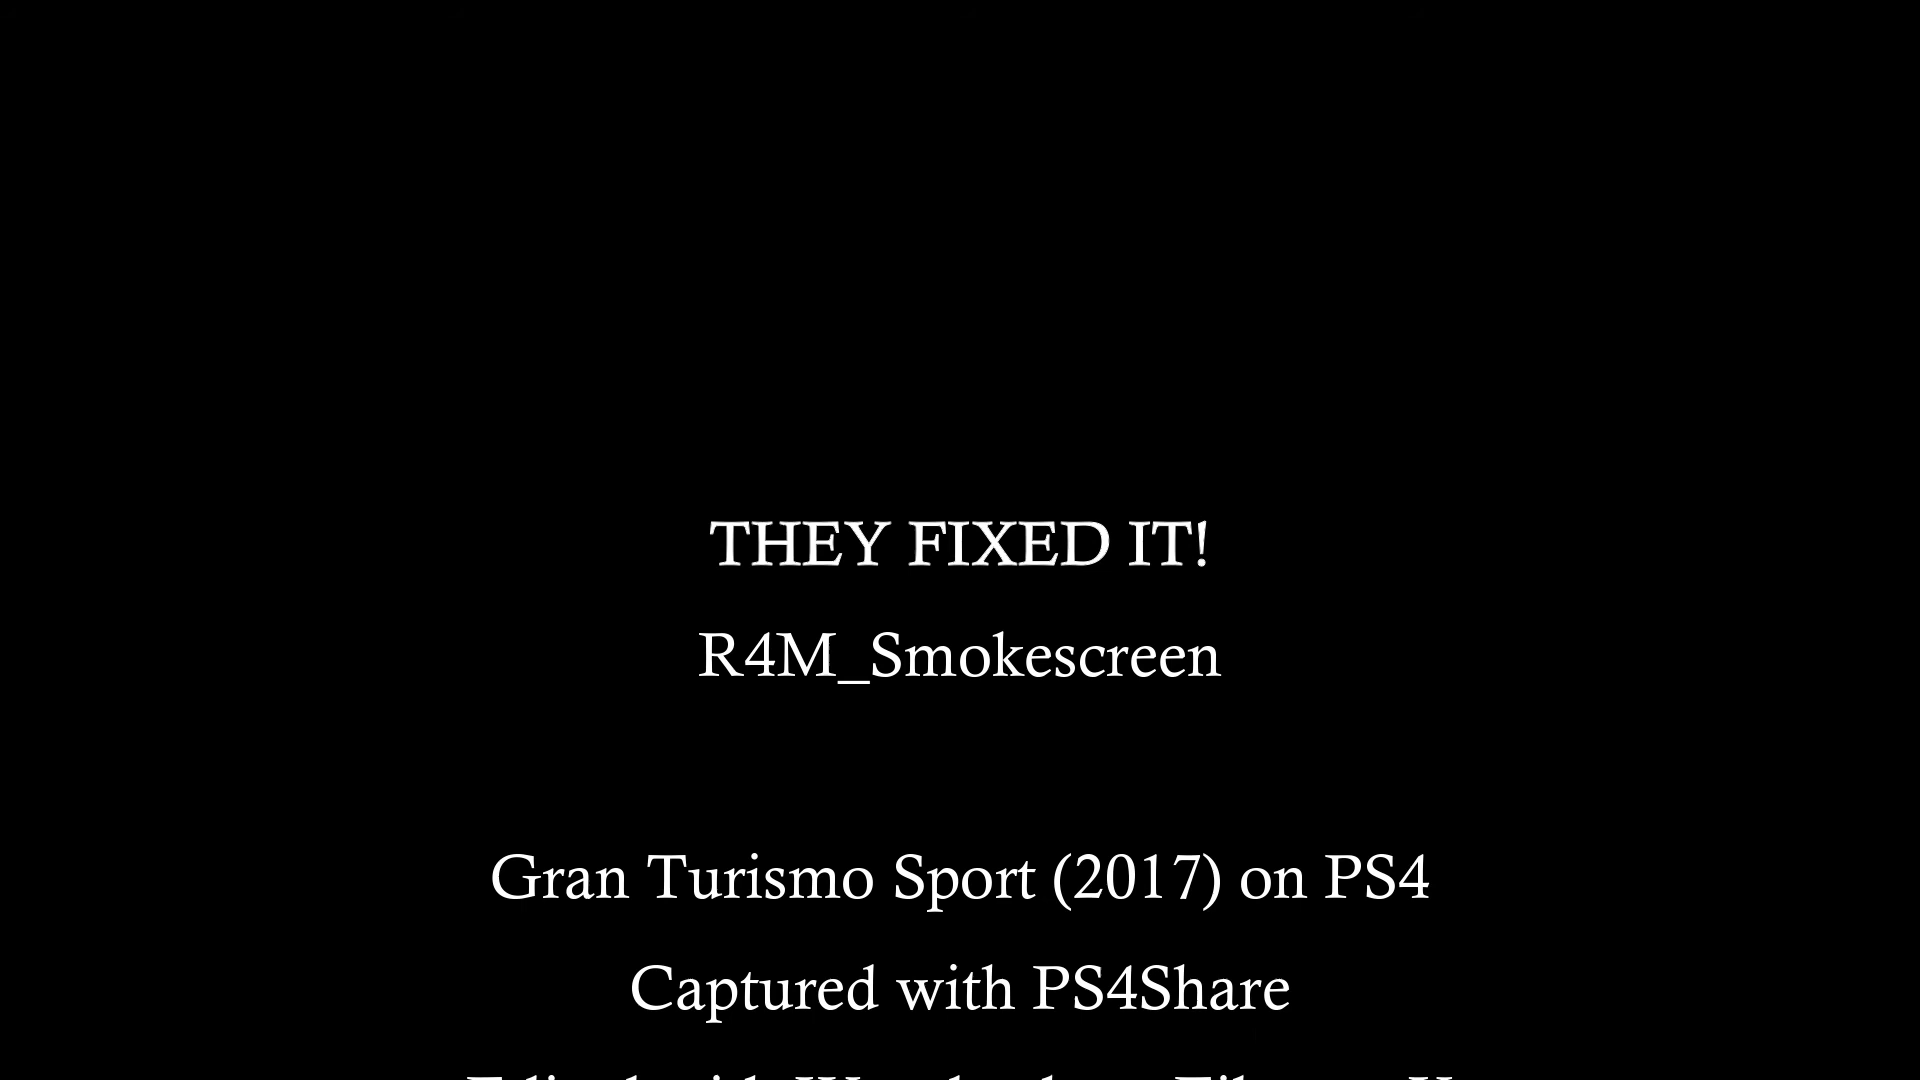 THEY FIXED IT!
R4M_Smokescreen
Gran Turismo Sport (2017) on PS4
Captured with PS4Share